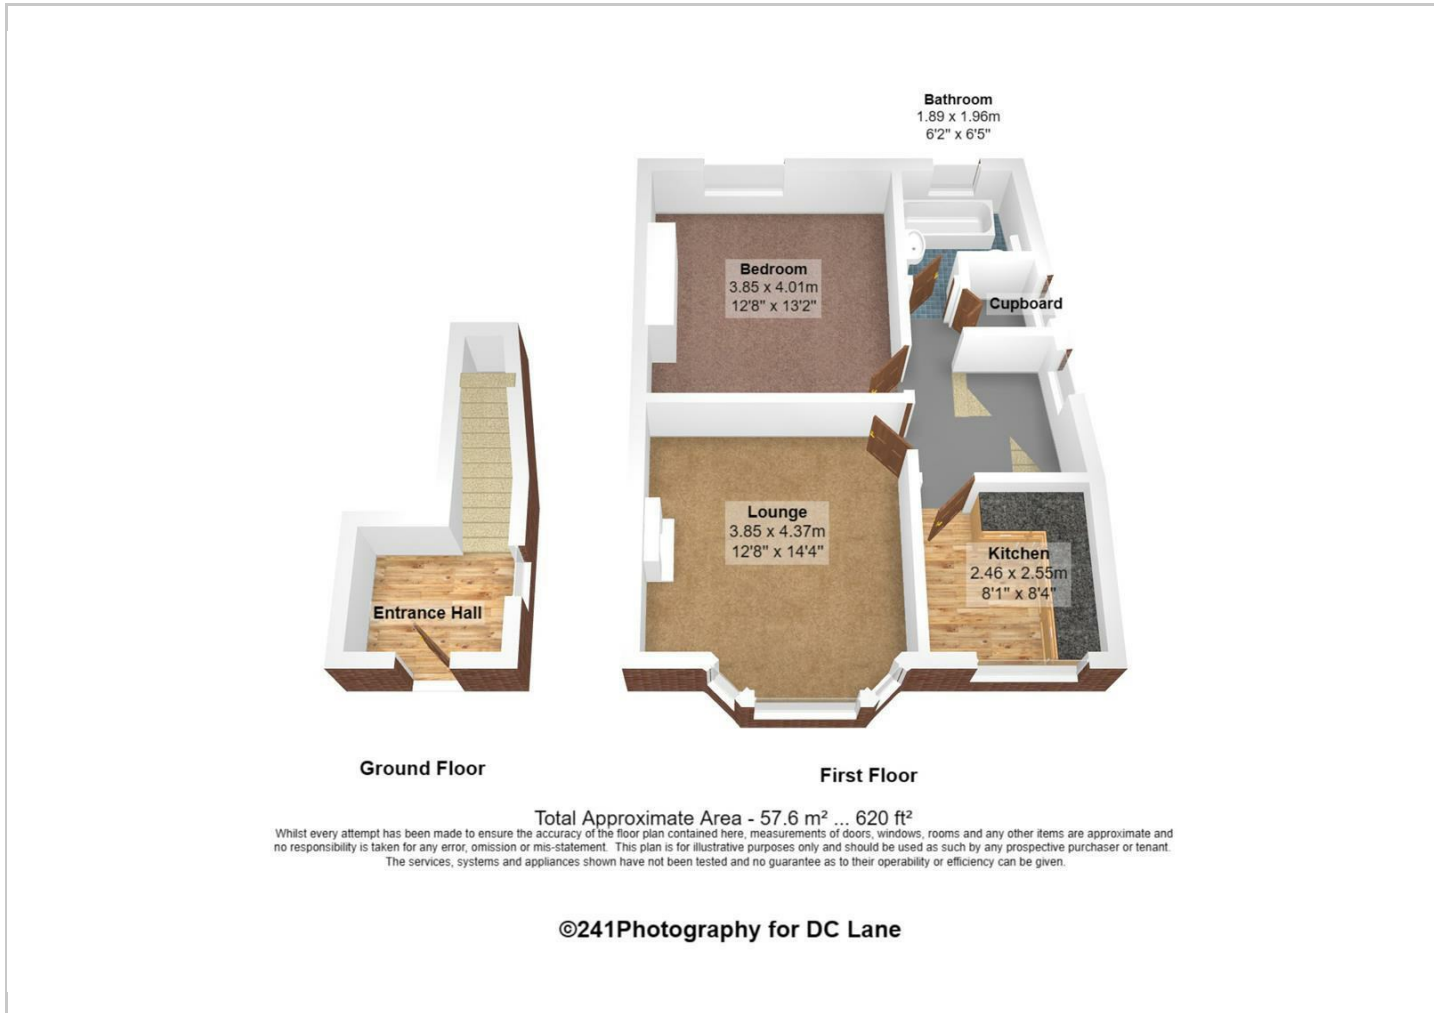 Bathroom
1.89 x 1.96m
6'2" x 6'5"
Bedroom
3.85 x 4.01m
12'8" x 13'2"
Cupboard
Lounge
3.85 x 4.37m
12'8" x 14'4"
Kitchen
2.46 x 2.55m
8'1" x 8'4"
Entrance Hall
Ground Floor
First Floor
Total Approximate Area - 57.6 m² ... 620 ft²
Whilst every attempt has been made to ensure the accuracy of the floor plan contained here, measurements of doors, windows, rooms and any other items are approximate and
no responsibility is taken for any error, omission or mis-statement. This plan is for illustrative purposes only and should be used as such by any prospective purchaser or tenant.
The services, systems and appliances shown have not been tested and no guarantee as to their operability or efficiency can be given.
©241Photography for DC Lane